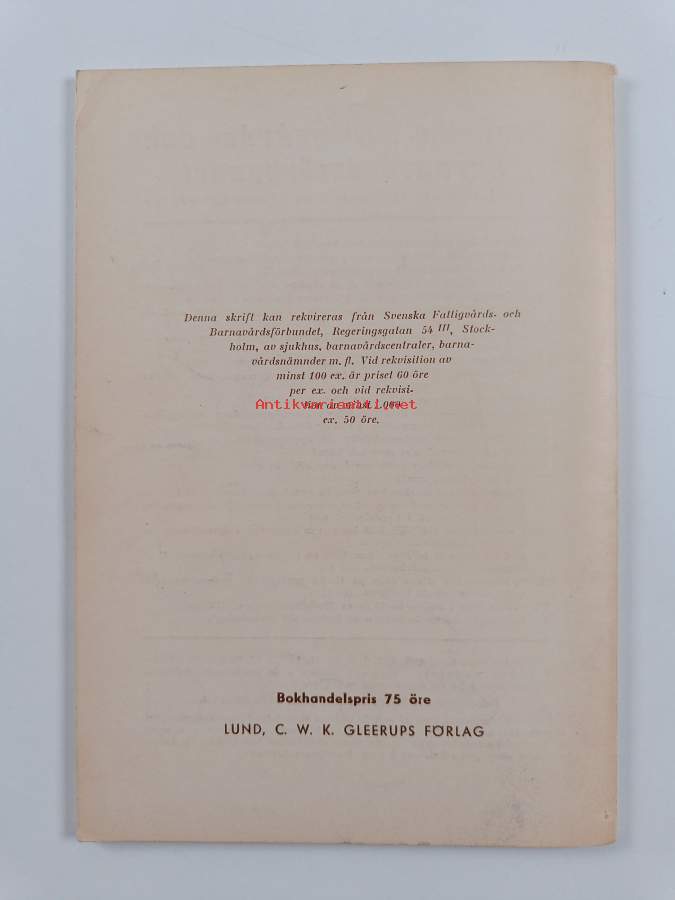 Denna skrift kan rekvireras från Svenska Fattigvårds- och
Barnavårdsförbundet, Regeringsgatan 54 III, Stock-
holm, av sjukhus, barnavårdscentraler, barna-
vårdsnämnder m. fl. Vid rekvisition av
minst 100 ex. är priset 60 öre
per ex. och vid rekvisi-
Antikvariaatti.net
ex. 50 öre.
Bokhandelspris 75 öre
LUND, C. W. K. GLEERUPS FÖRLAG